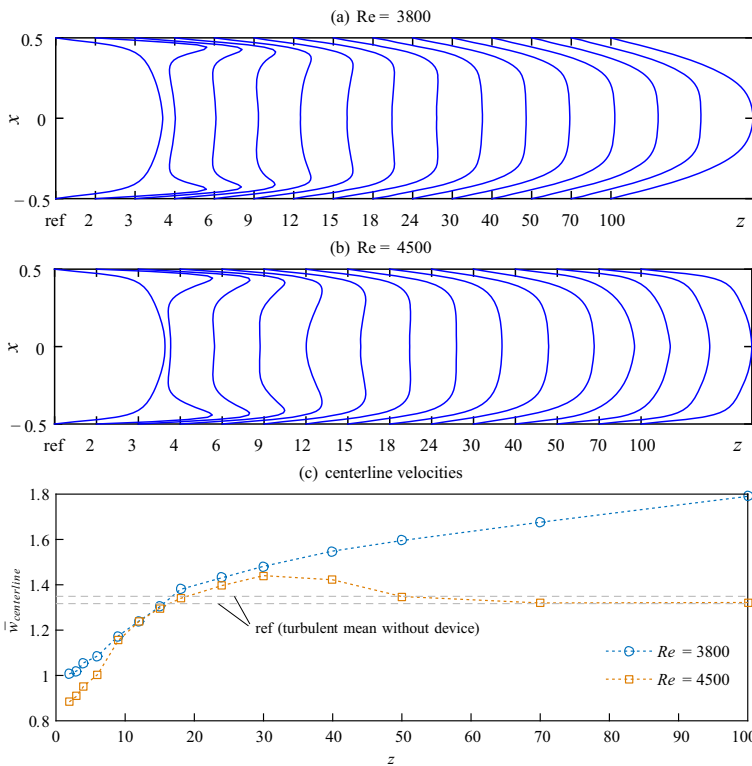 (a) Re = 3800
0.5
0
−0.5
x
ref 2 3 4 6 9 12 15 18 24 30 40 50 70 100 z
(b) Re = 4500
0.5
0
−0.5
x
ref 2 3 4 6 9 12 15 18 24 30 40 50 70 100 z
(c) centerline velocities
1.8
1.6
1.4
1.2
1
0.8
w̄centerline
ref (turbulent mean without device)
Re = 3800
Re = 4500
0 10 20 30 40 50 60 70 80 90 100
z